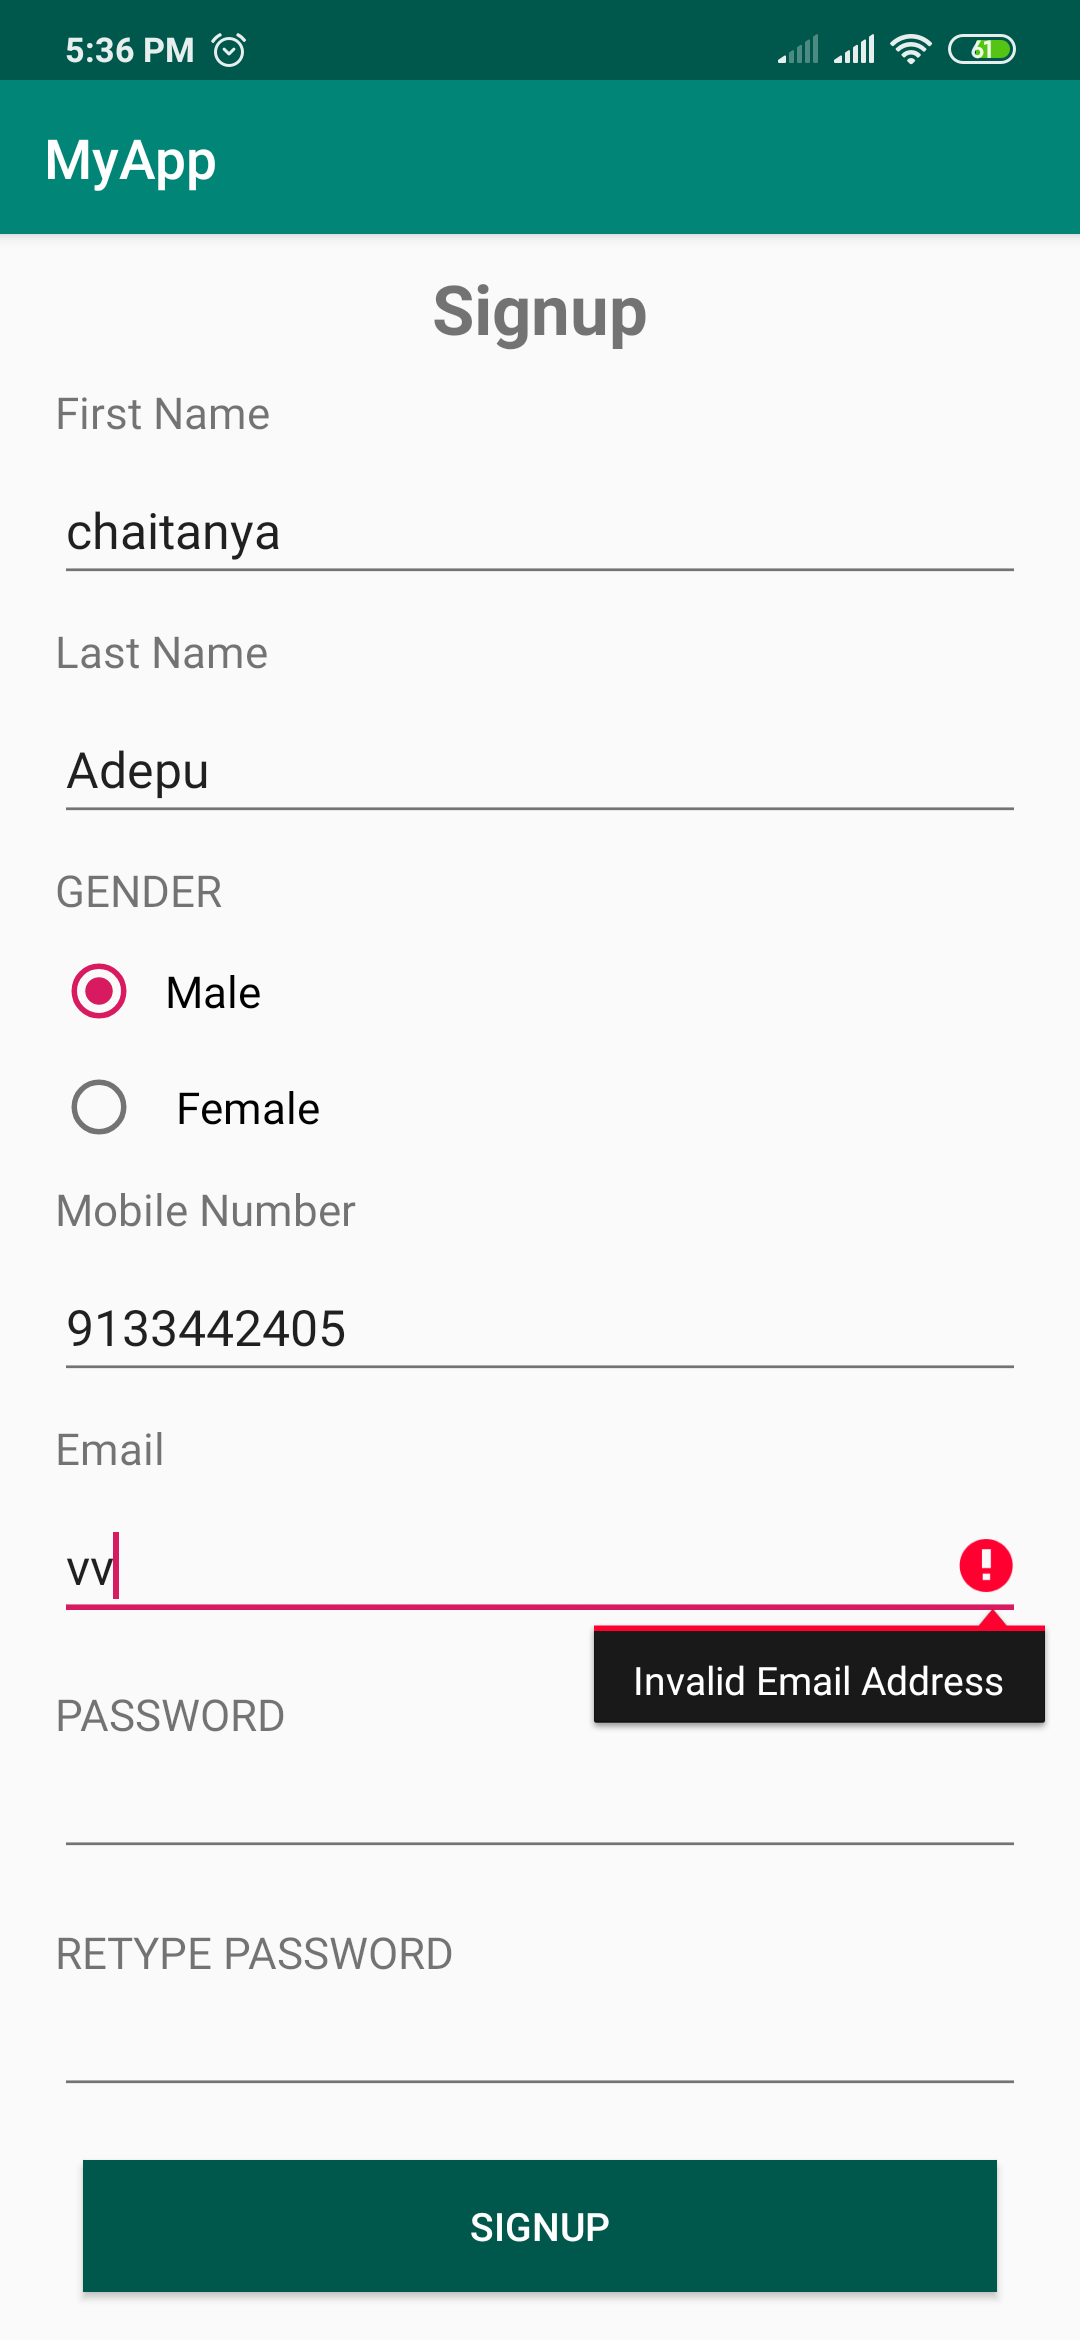 5:36 PM
61
MyApp
Signup
First Name
chaitanya
Last Name
Adepu
GENDER
Male
Female
Mobile Number
9133442405
Email
vv
Invalid Email Address
PASSWORD
RETYPE PASSWORD
SIGNUP